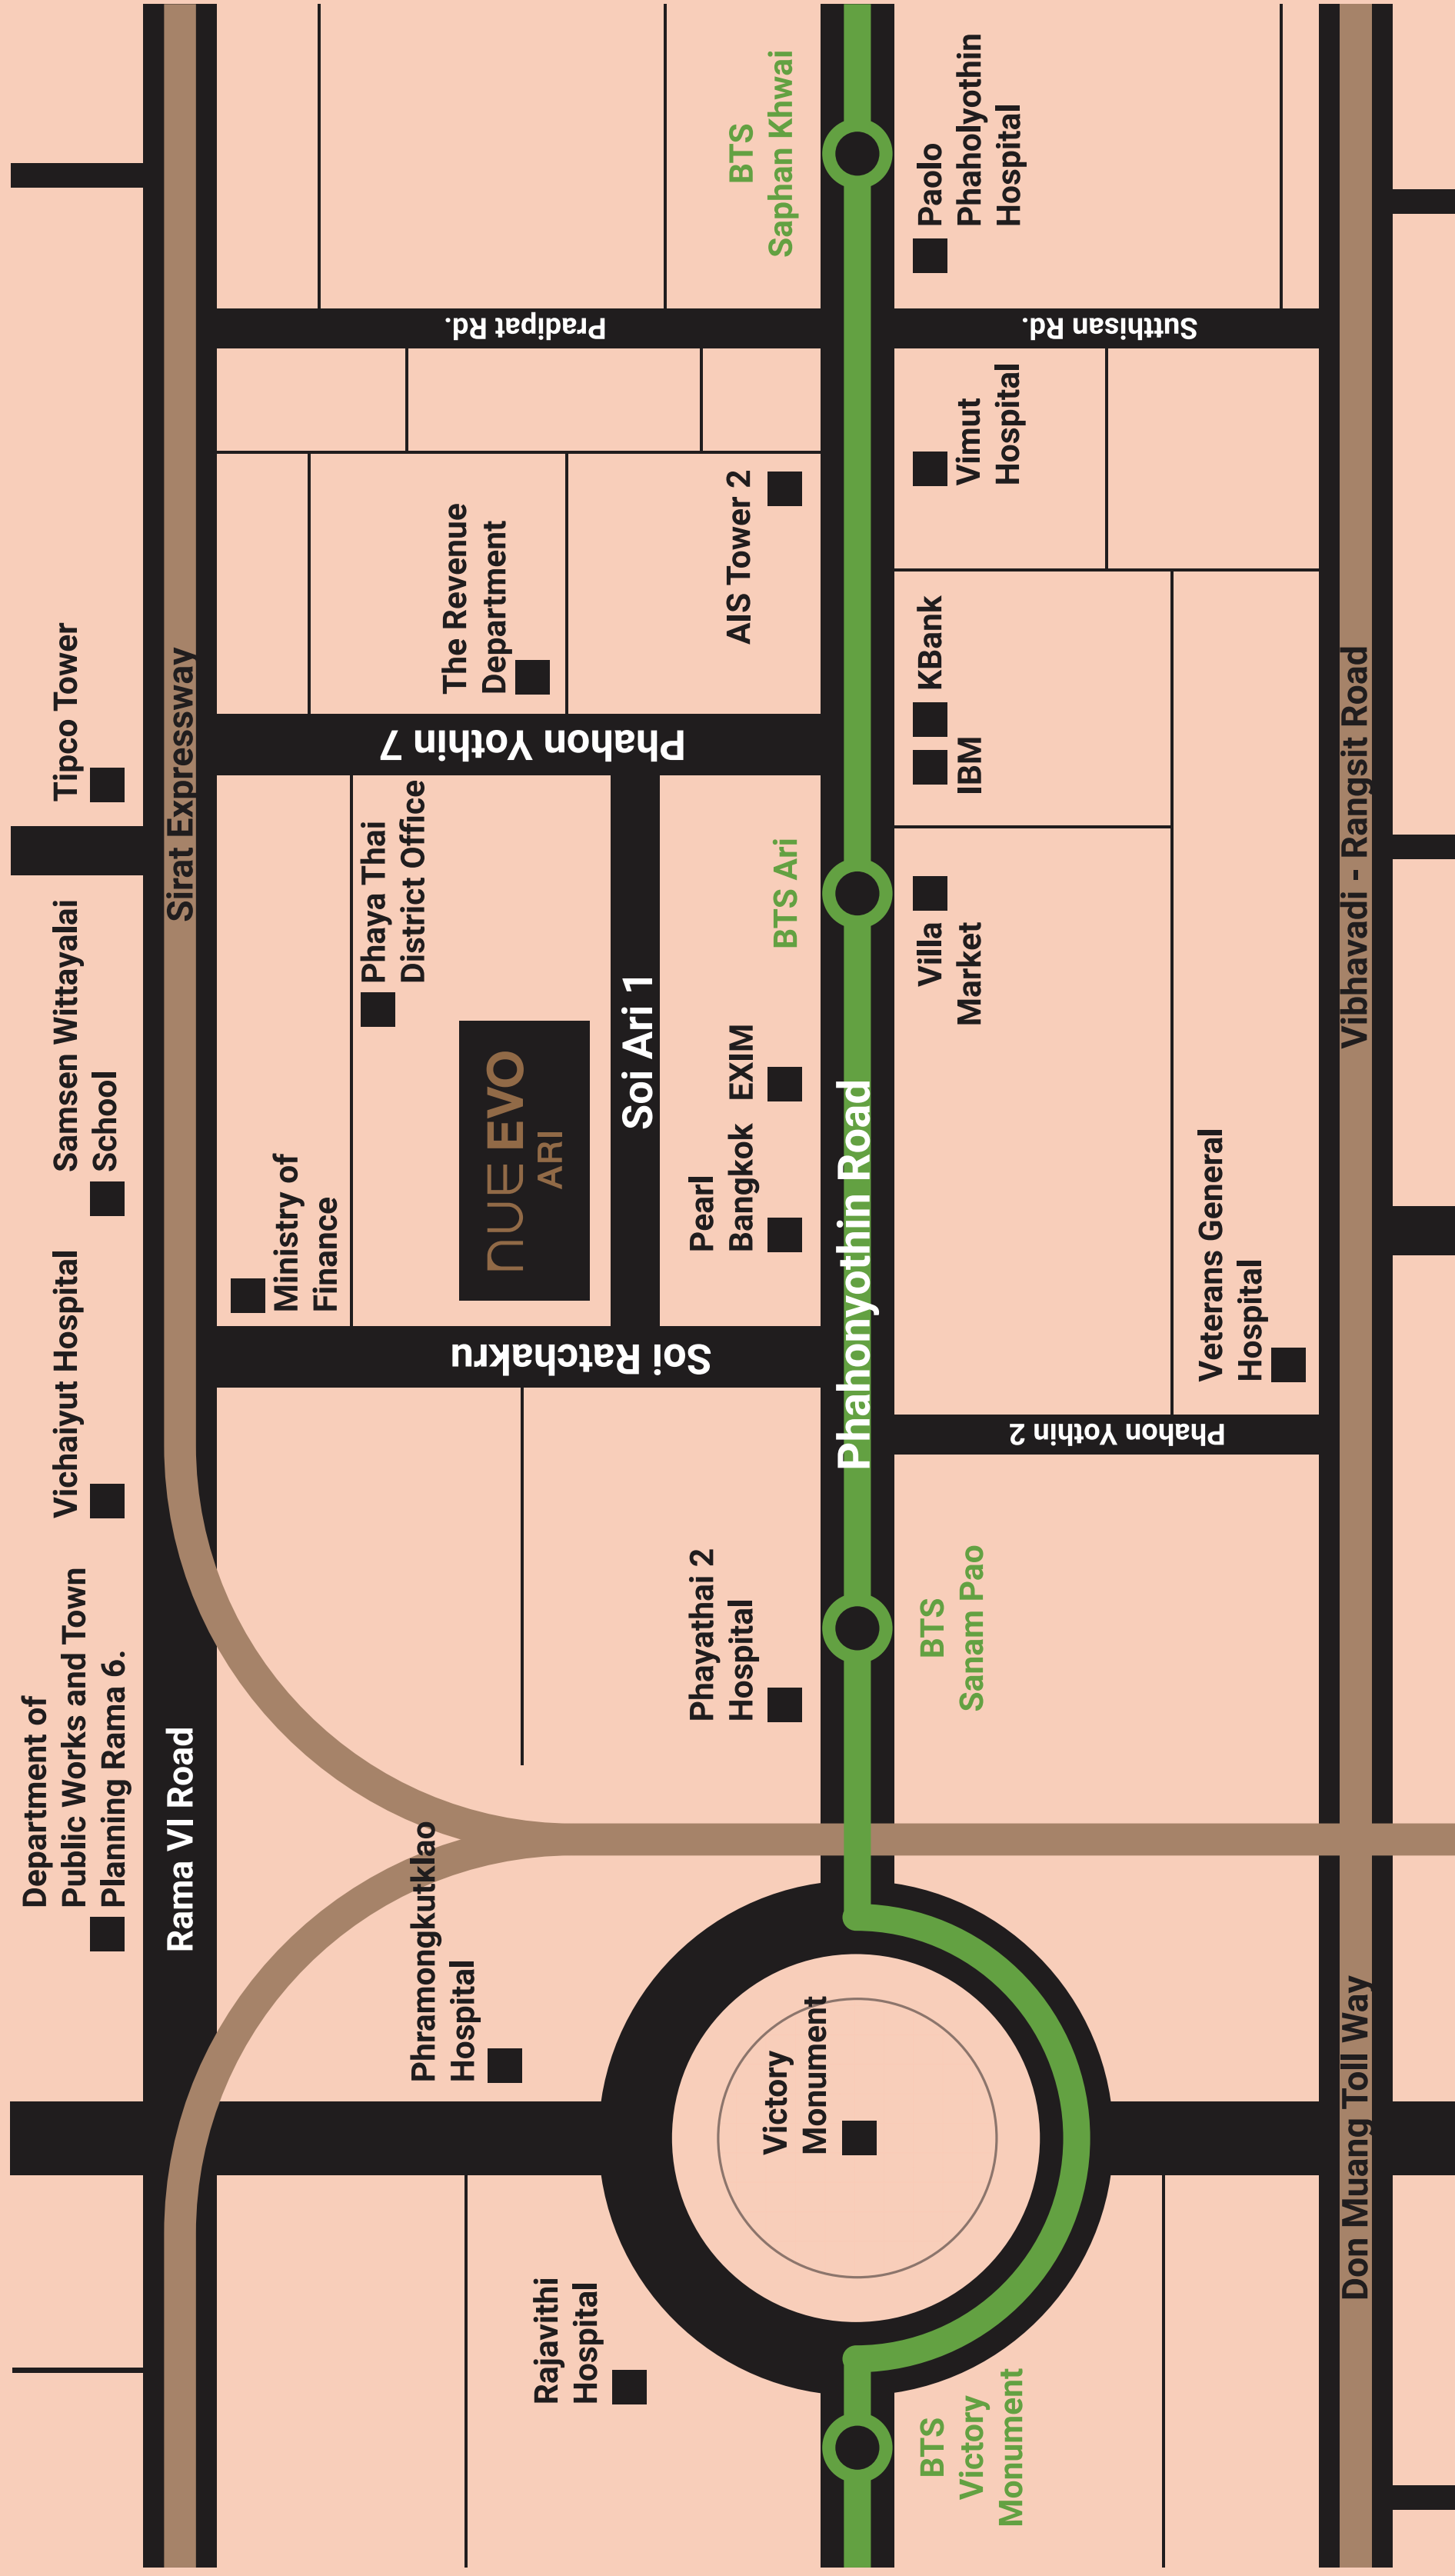 Department of
Public Works and Town
Planning Rama 6.
Vichaiyut Hospital
Samsen Wittayalai
School
Tipco Tower
Rama VI Road
Sirat Expressway
Ministry of
Finance
Phaya Thai
District Office
The Revenue
Department
Phramongkutklao
Hospital
nUE EVO
ARI
Rajavithi
Hospital
Soi Ratchakru
Soi Ari 1
Phahon Yothin 7
Pradipat Rd.
Phayathai 2
Hospital
Pearl
Bangkok
EXIM
BTS Ari
AIS Tower 2
BTS
Saphan Khwai
Victory
Monument
Phahonyothin Road
BTS
Victory
Monument
BTS
Sanam Pao
Villa
Market
IBM
KBank
Vimut
Hospital
Paolo
Phaholyothin
Hospital
Phahon Yothin 2
Sutthisan Rd.
Veterans General
Hospital
Don Muang Toll Way
Vibhavadi - Rangsit Road